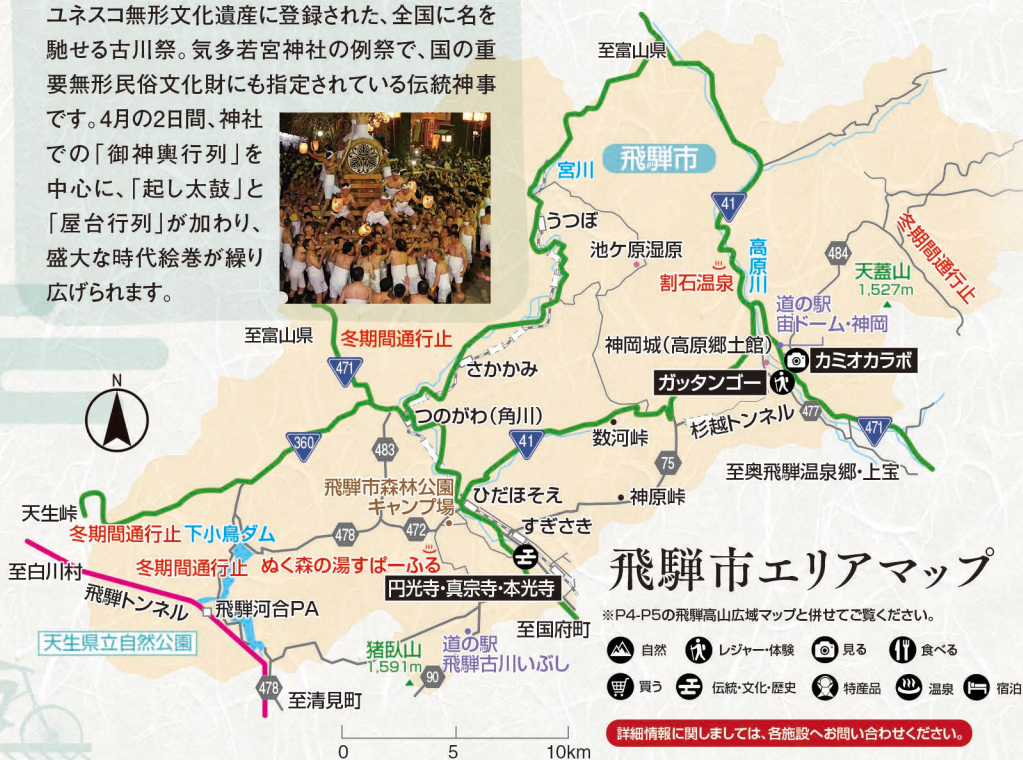 ユネスコ無形文化遺産に登録された、全国に名を
馳せる古川祭。気多若宮神社の例祭で、国の重
要無形民俗文化財にも指定されている伝統神事
です。4月の2日間、神社
での「御神輿行列」を
中心に、「起し太鼓」と
「屋台行列」が加わり、
盛大な時代絵巻が繰り
広げられます。
至富山県
飛騨市
宮川
41
うつぼ
池ケ原湿原
高原川
冬期間通行止
484
割石温泉
天蓋山
1,527m
道の駅
宙ドーム・神岡
至富山県
冬期間通行止
神岡城(高原郷土館)
カミオカラボ
471
さかかみ
ガッタンゴー
N
つのがわ(角川)
杉越トンネル
477
471
360
41
数河峠
483
75
至奥飛騨温泉郷・上宝
飛騨市森林公園
キャンプ場
ひだほそえ
神原峠
天生峠
すぎさき
冬期間通行止
下小鳥ダム
478
472
至白川村
冬期間通行止
ぬく森の湯すぱーふる
飛騨市エリアマップ
飛騨トンネル
円光寺・真宗寺・本光寺
飛騨河合PA
※P4-P5の飛騨高山広域マップと併せてご覧ください。
至国府町
天生県立自然公園
猪臥山
1,591m
道の駅
飛騨古川いぶし
自然
レジャー・体験
見る
食べる
90
478
至清見町
買う
伝統・文化・歴史
特産品
温泉
宿泊
詳細情報に関しましては、各施設へお問い合わせください。
0
5
10km